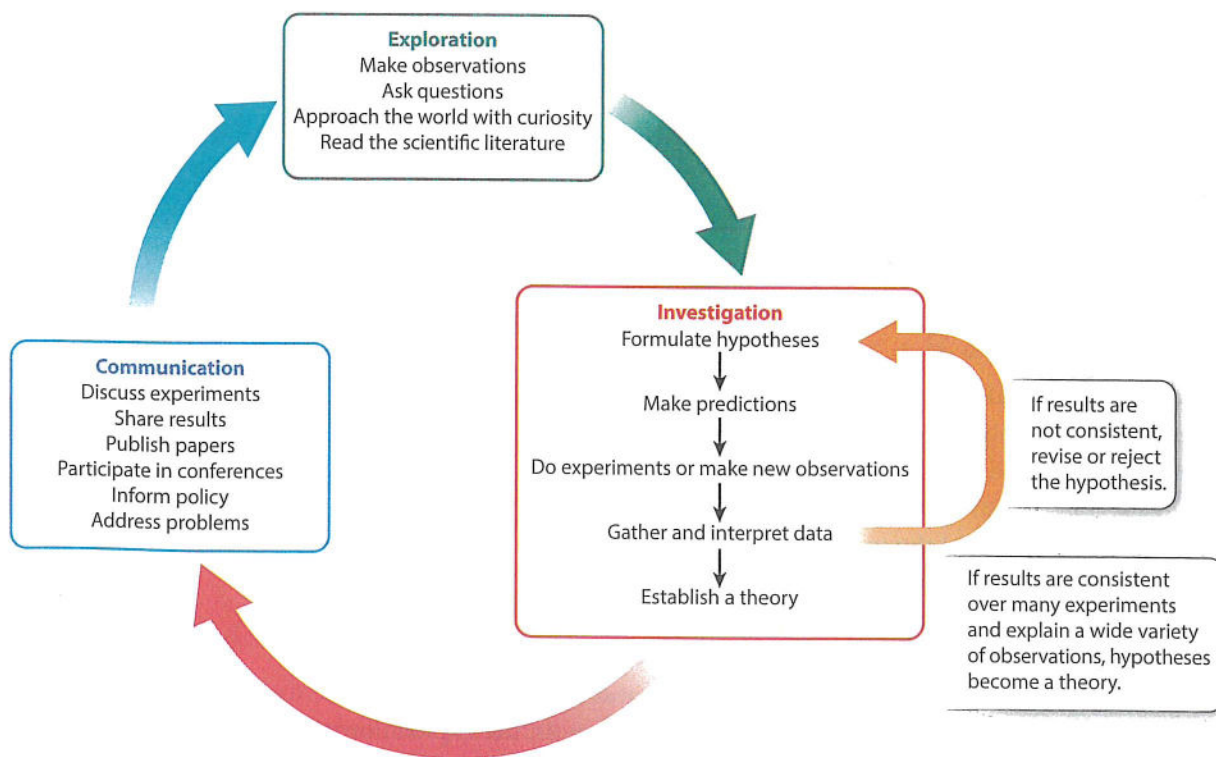 Exploration
Make observations
Ask questions
Approach the world with curiosity
Read the scientific literature
Investigation
Formulate hypotheses
Make predictions
Do experiments or make new observations
Gather and interpret data
Establish a theory
If results are
not consistent,
revise or reject
the hypothesis.
If results are consistent
over many experiments
and explain a wide variety
of observations, hypotheses
become a theory.
Communication
Discuss experiments
Share results
Publish papers
Participate in conferences
Inform policy
Address problems